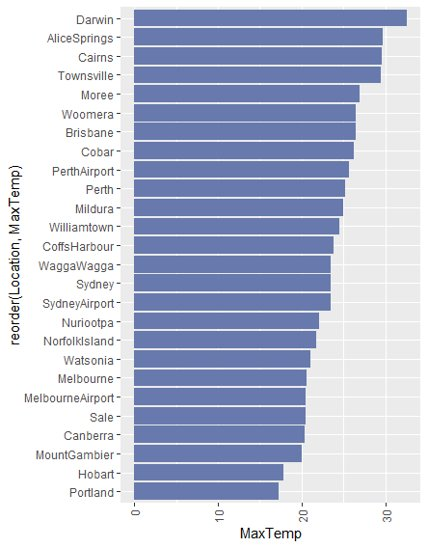 reorder(Location, MaxTemp)
Darwin
AliceSprings
Cairns
Townsville
Moree
Woomera
Brisbane
Cobar
PerthAirport
Perth
Mildura
Williamtown
CoffsHarbour
WaggaWagga
Sydney
SydneyAirport
Nuriootpa
NorfolkIsland
Watsonia
Melbourne
MelbourneAirport
Sale
Canberra
MountGambier
Hobart
Portland
0 10 20 30
MaxTemp